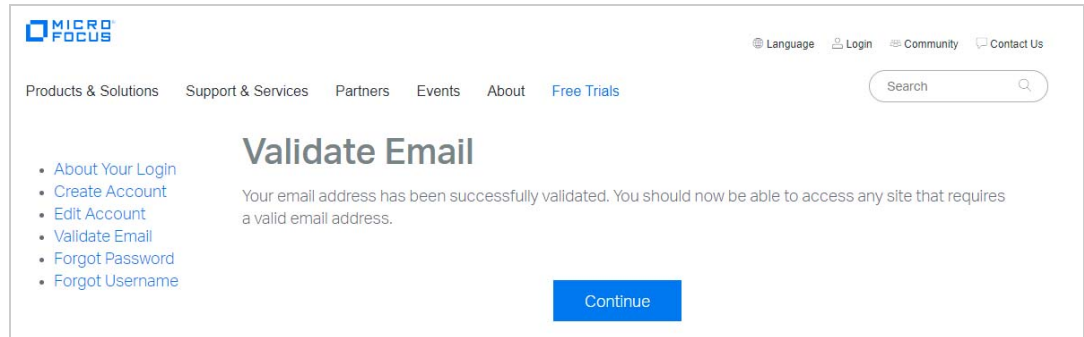 MICRO
FOCUS
Language Login Community Contact Us
Products & Solutions Support & Services Partners Events About Free Trials Search
Validate Email
About Your Login
Create Account
Edit Account
Validate Email
Forgot Password
Forgot Username
Your email address has been successfully validated. You should now be able to access any site that requires
a valid email address.
Continue